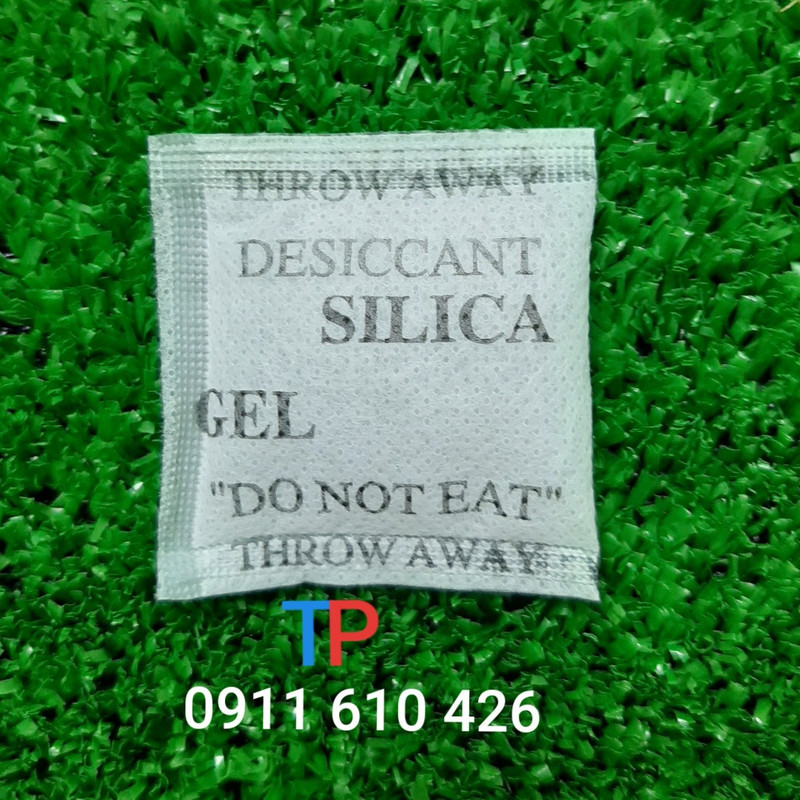 THROW AWAY
DESICCANT
SILICA
GEL
"DO NOT EAT"
THROW AWAY
TP
0911 610 426